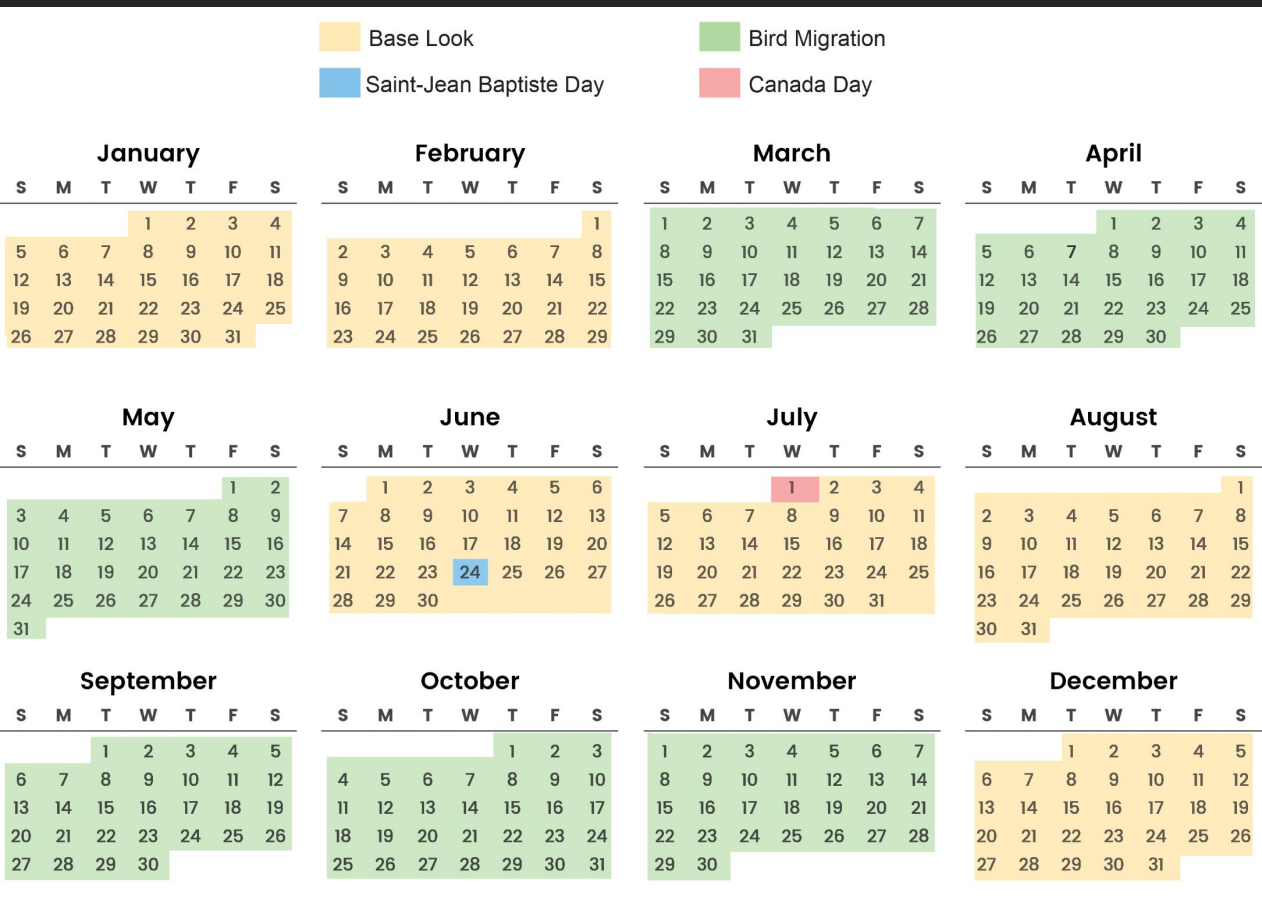 Base Look Bird Migration
Saint-Jean Baptiste Day Canada Day
January February March April
S M T W T F S S M T W T F S S M T W T F S S M T W T F S
1 2 3 4 1 1 2 3 4 5 6 7 1 2 3 4
5 6 7 8 9 10 11 2 3 4 5 6 7 8 8 9 10 11 12 13 14 5 6 7 8 9 10 11
12 13 14 15 16 17 18 9 10 11 12 13 14 15 15 16 17 18 19 20 21 12 13 14 15 16 17 18
19 20 21 22 23 24 25 16 17 18 19 20 21 22 22 23 24 25 26 27 28 19 20 21 22 23 24 25
26 27 28 29 30 31 23 24 25 26 27 28 29 29 30 31 26 27 28 29 30
May June July August
S M T W T F S S M T W T F S S M T W T F S S M T W T F S
1 2 1 2 3 4 5 6 1 2 3 4 1
3 4 5 6 7 8 9 7 8 9 10 11 12 13 5 6 7 8 9 10 11 2 3 4 5 6 7 8
10 11 12 13 14 15 16 14 15 16 17 18 19 20 12 13 14 15 16 17 18 9 10 11 12 13 14 15
17 18 19 20 21 22 23 21 22 23 24 25 26 27 19 20 21 22 23 24 25 16 17 18 19 20 21 22
24 25 26 27 28 29 30 28 29 30 26 27 28 29 30 31 23 24 25 26 27 28 29
31 30 31
September October November December
S M T W T F S S M T W T F S S M T W T F S S M T W T F S
1 2 3 4 5 1 2 3 1 2 3 4 5 6 7 1 2 3 4 5
6 7 8 9 10 11 12 4 5 6 7 8 9 10 8 9 10 11 12 13 14 6 7 8 9 10 11 12
13 14 15 16 17 18 19 11 12 13 14 15 16 17 15 16 17 18 19 20 21 13 14 15 16 17 18 19
20 21 22 23 24 25 26 18 19 20 21 22 23 24 22 23 24 25 26 27 28 20 21 22 23 24 25 26
27 28 29 30 25 26 27 28 29 30 31 29 30 27 28 29 30 31